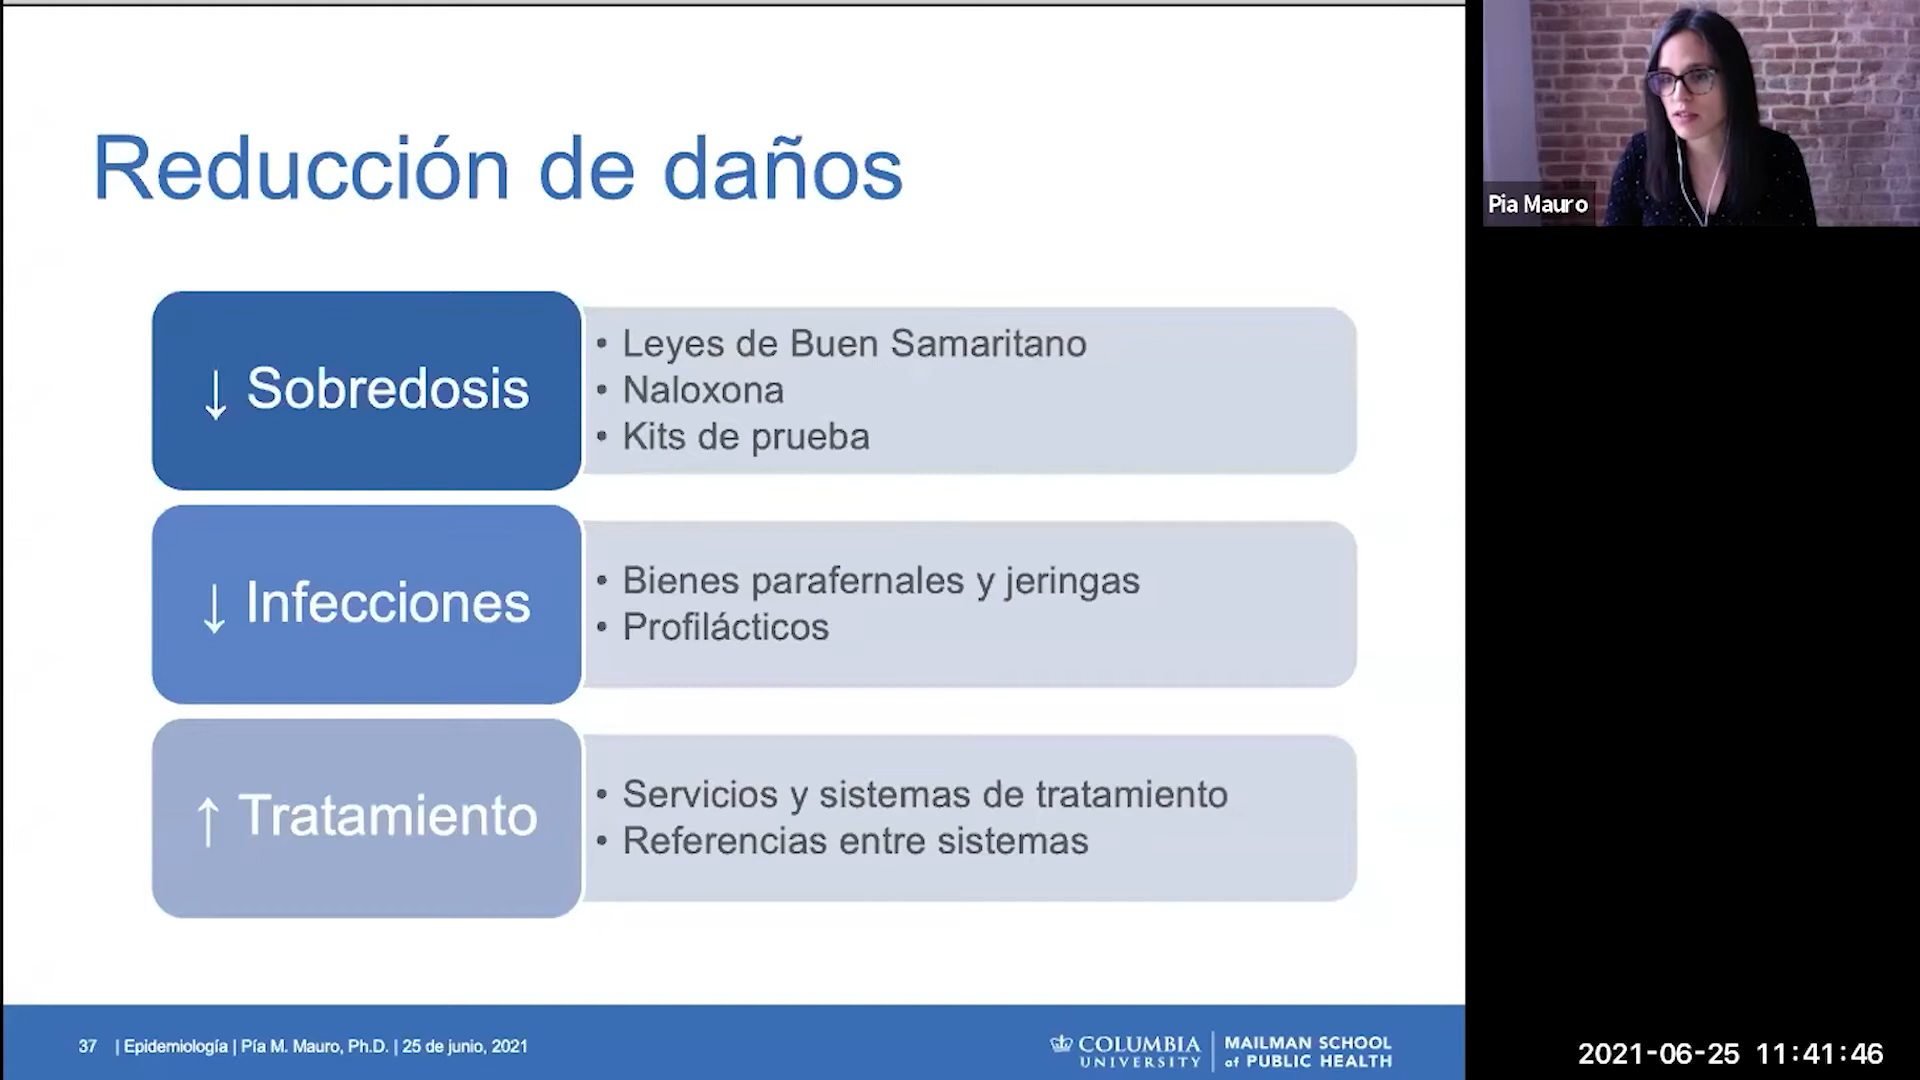 Reducción de daños
↓ Sobredosis
• Leyes de Buen Samaritano
• Naloxona
• Kits de prueba
↓ Infecciones
• Bienes parafernales y jeringas
• Profilácticos
↑ Tratamiento
• Servicios y sistemas de tratamiento
• Referencias entre sistemas
37 | Epidemiología | Pía M. Mauro, Ph.D. | 25 de junio, 2021
COLUMBIA
UNIVERSITY
MAILMAN SCHOOL
of PUBLIC HEALTH
Pia Mauro
2021-06-25 11:41:46